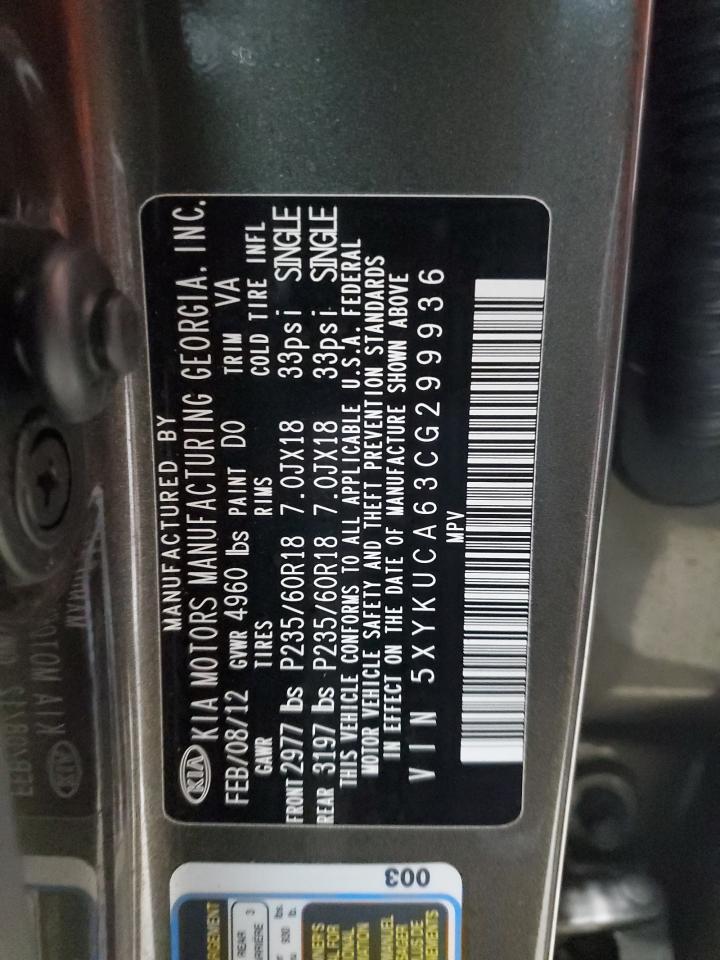 MANUFACTURED BY
KIA KIA MOTORS MANUFACTURING GEORGIA, INC.
FEB/08/12 GVWR 4960 lbs PAINT DO TRIM VA
GAWR TIRES RIMS COLD TIRE INFL
FRONT 2977 lbs P235/60R18 7.0JX18 33psi SINGLE
REAR 3197 lbs P235/60R18 7.0JX18 33psi SINGLE
THIS VEHICLE CONFORMS TO ALL APPLICABLE U.S.A. FEDERAL
MOTOR VEHICLE SAFETY AND THEFT PREVENTION STANDARDS
IN EFFECT ON THE DATE OF MANUFACTURE SHOWN ABOVE
VIN 5XYKUCA63CG299936
MPV
003
REAR 3